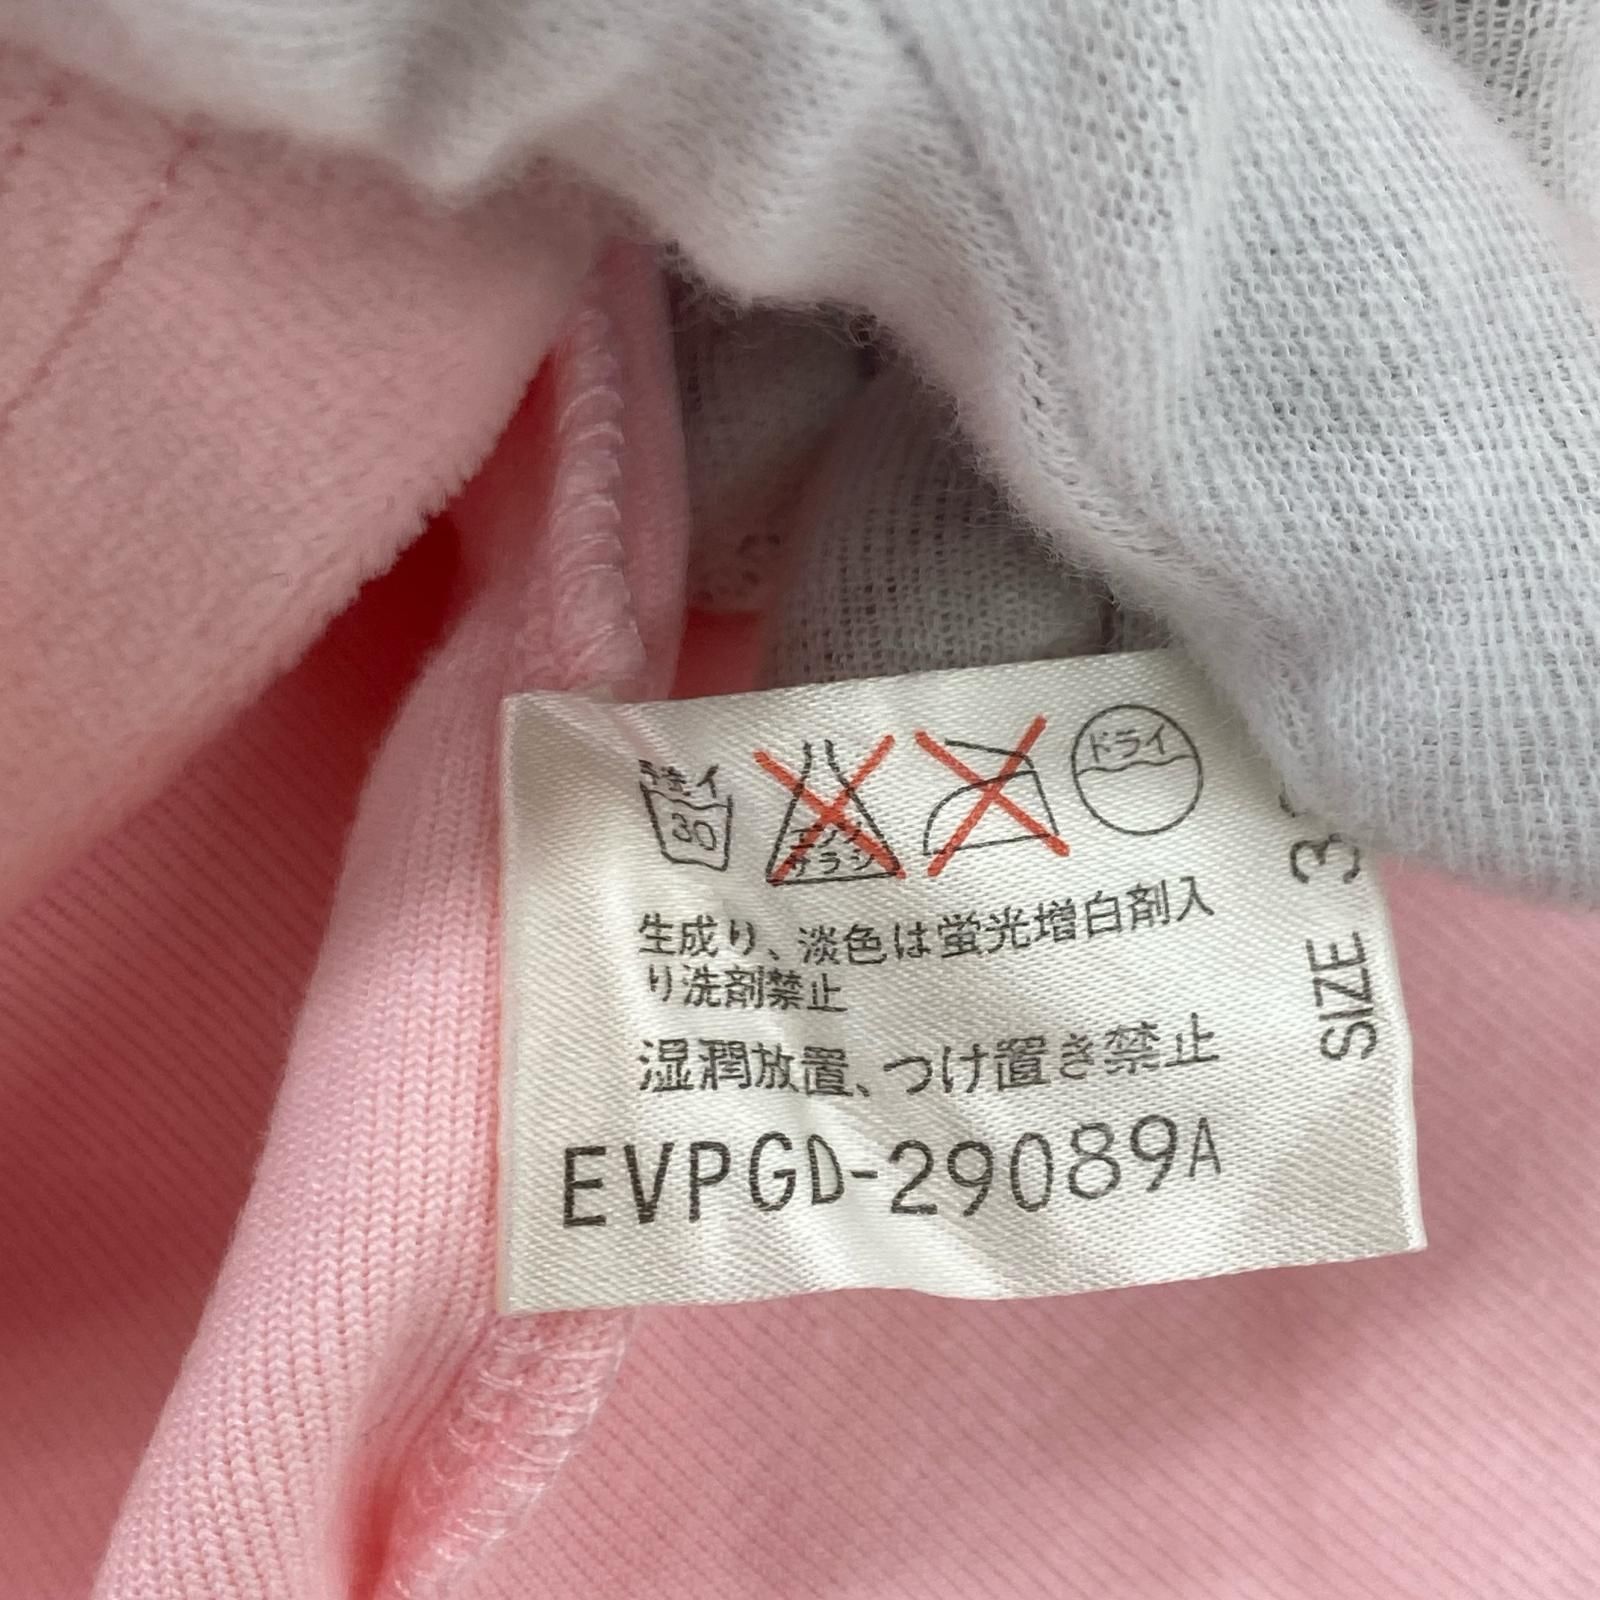 手洗イ
30
エンソ
サラシ
ドライ
生成り、淡色は蛍光増白剤入
り洗剤禁止
湿潤放置、つけ置き禁止
EVPGD-29089A
SIZE